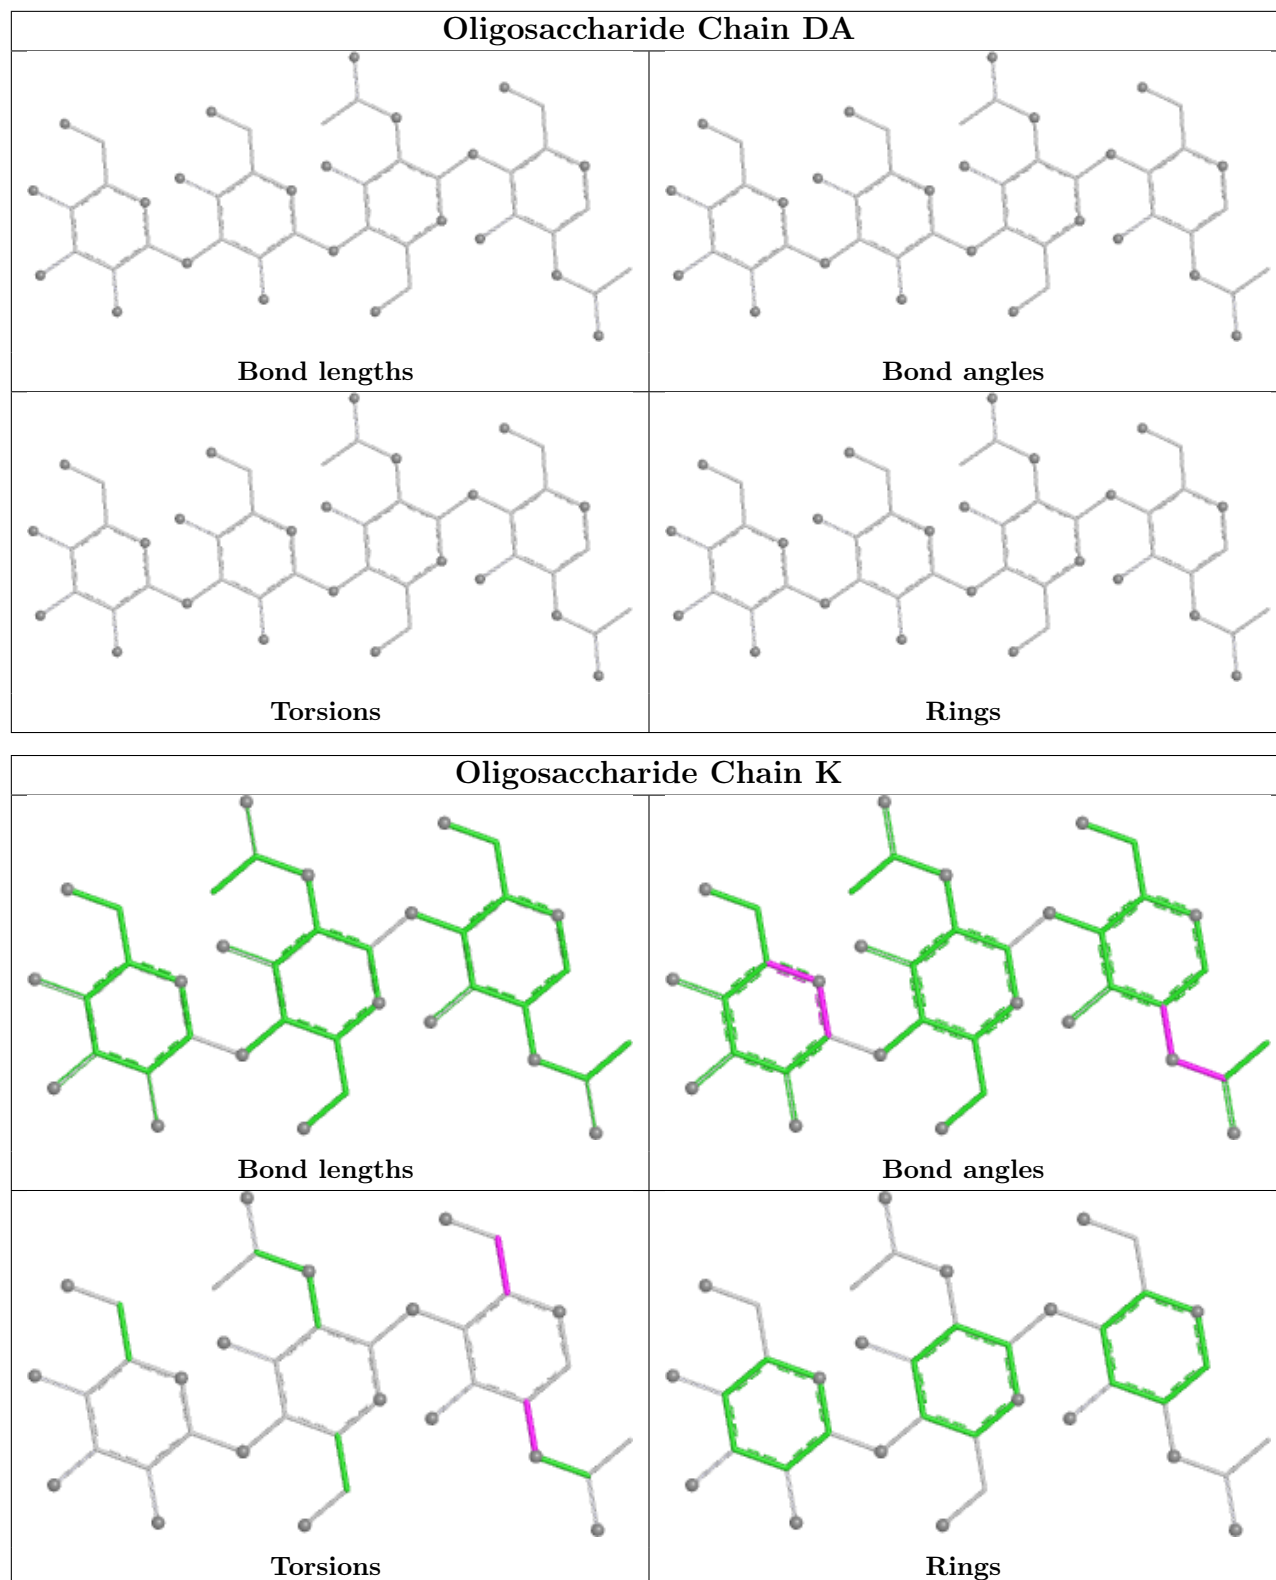 Oligosaccharide Chain DA
Bond lengths
Bond angles
Torsions
Rings
Oligosaccharide Chain K
Bond lengths
Bond angles
Torsions
Rings